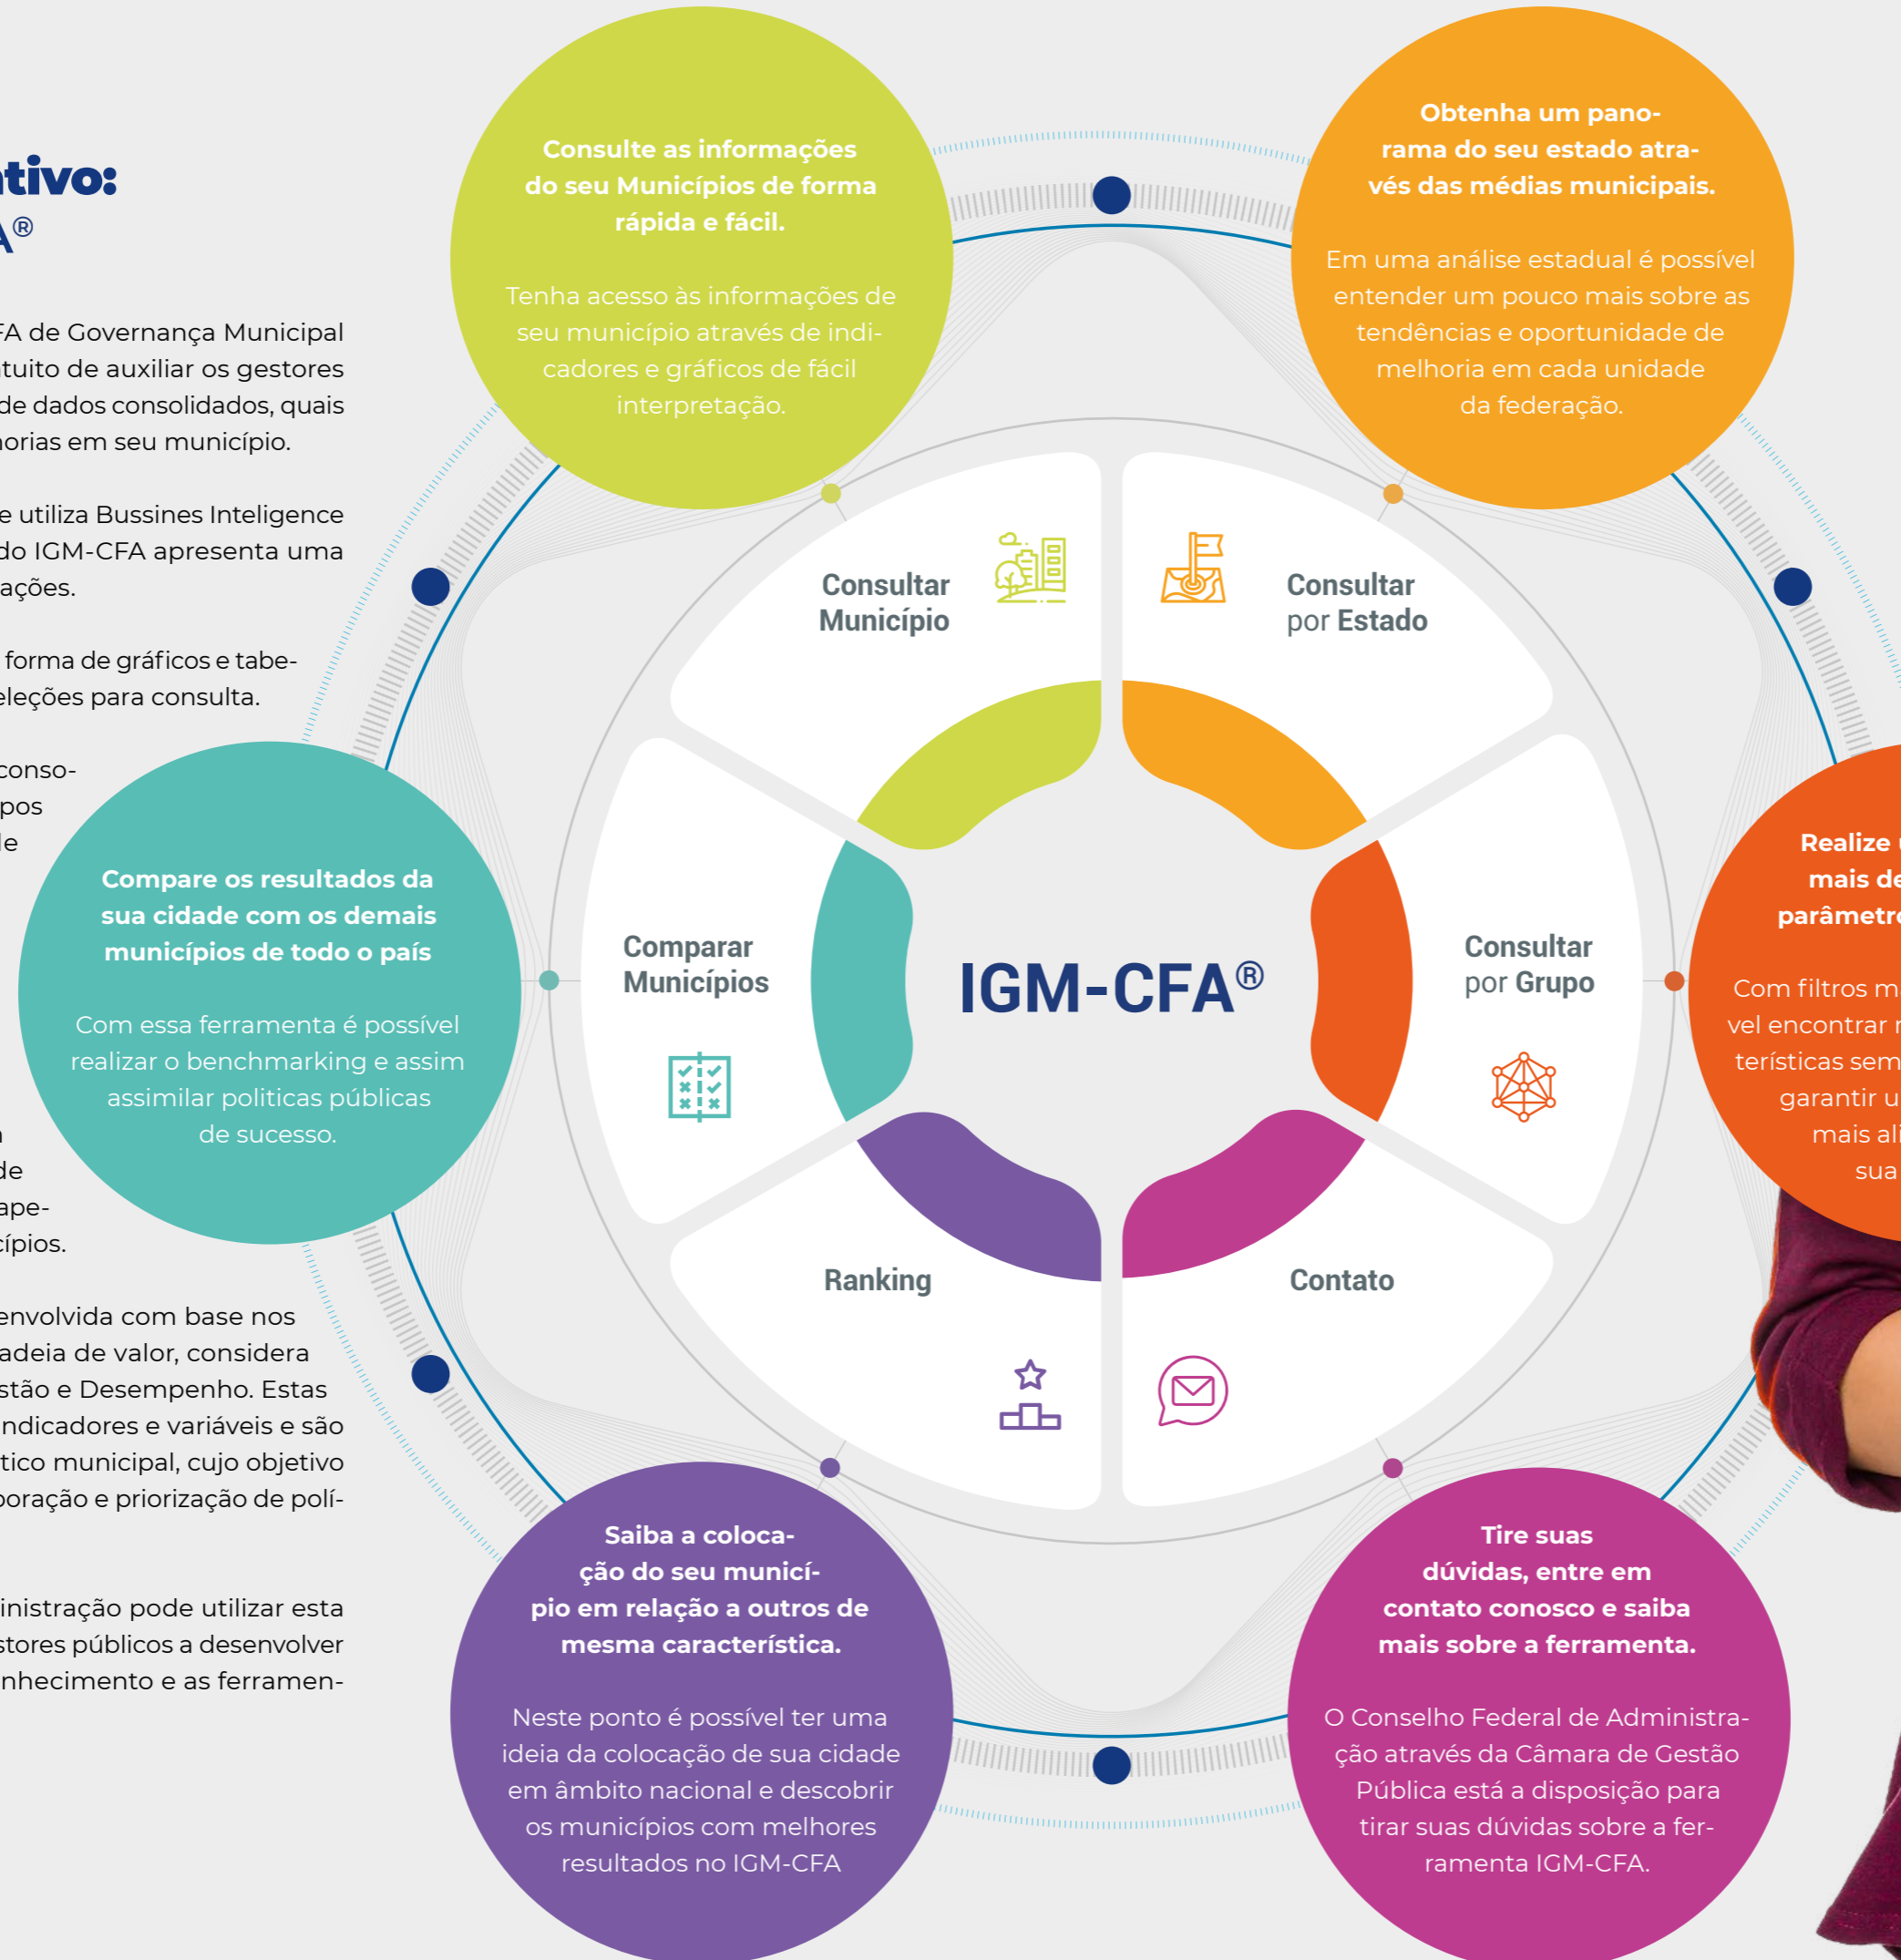 ativo:
A®
FA de Governança Municipal
tuito de auxiliar os gestores
de dados consolidados, quais
horias em seu município.
e utiliza Bussines Inteligence
do IGM-CFA apresenta uma
ações.
forma de gráficos e tabe-
eleções para consulta.
conso-
pos
de
a
de
ape-
cípios.
envolvida com base nos
adeia de valor, considera
stão e Desempenho. Estas
indicadores e variáveis e são
tico municipal, cujo objetivo
boração e priorização de polí-
inistração pode utilizar esta
stores públicos a desenvolver
nhecimento e as ferramen-
Consulte as informações
do seu Municípios de forma
rápida e fácil.
Tenha acesso às informações de
seu município através de indi-
cadores e gráficos de fácil
interpretação.
Obtenha um pano-
rama do seu estado atra-
vés das médias municipais.
Em uma análise estadual é possível
entender um pouco mais sobre as
tendências e oportunidade de
melhoria em cada unidade
da federação.
Consultar
Município
Consultar
por Estado
Compare os resultados da
sua cidade com os demais
municípios de todo o país
Com essa ferramenta é possível
realizar o benchmarking e assim
assimilar politicas públicas
de sucesso.
Comparar
Municípios
IGM-CFA®
Consultar
por Grupo
Realize
mais de
parâmetro
Com filtros ma
vel encontrar
terísticas sem
garantir u
mais ali
sua
Ranking
Contato
Saiba a coloca-
ção do seu municí-
pio em relação a outros de
mesma característica.
Neste ponto é possível ter uma
ideia da colocação de sua cidade
em âmbito nacional e descobrir
os municípios com melhores
resultados no IGM-CFA
Tire suas
dúvidas, entre em
contato conosco e saiba
mais sobre a ferramenta.
O Conselho Federal de Administra-
ção através da Câmara de Gestão
Pública está a disposição para
tirar suas dúvidas sobre a fer-
ramenta IGM-CFA.